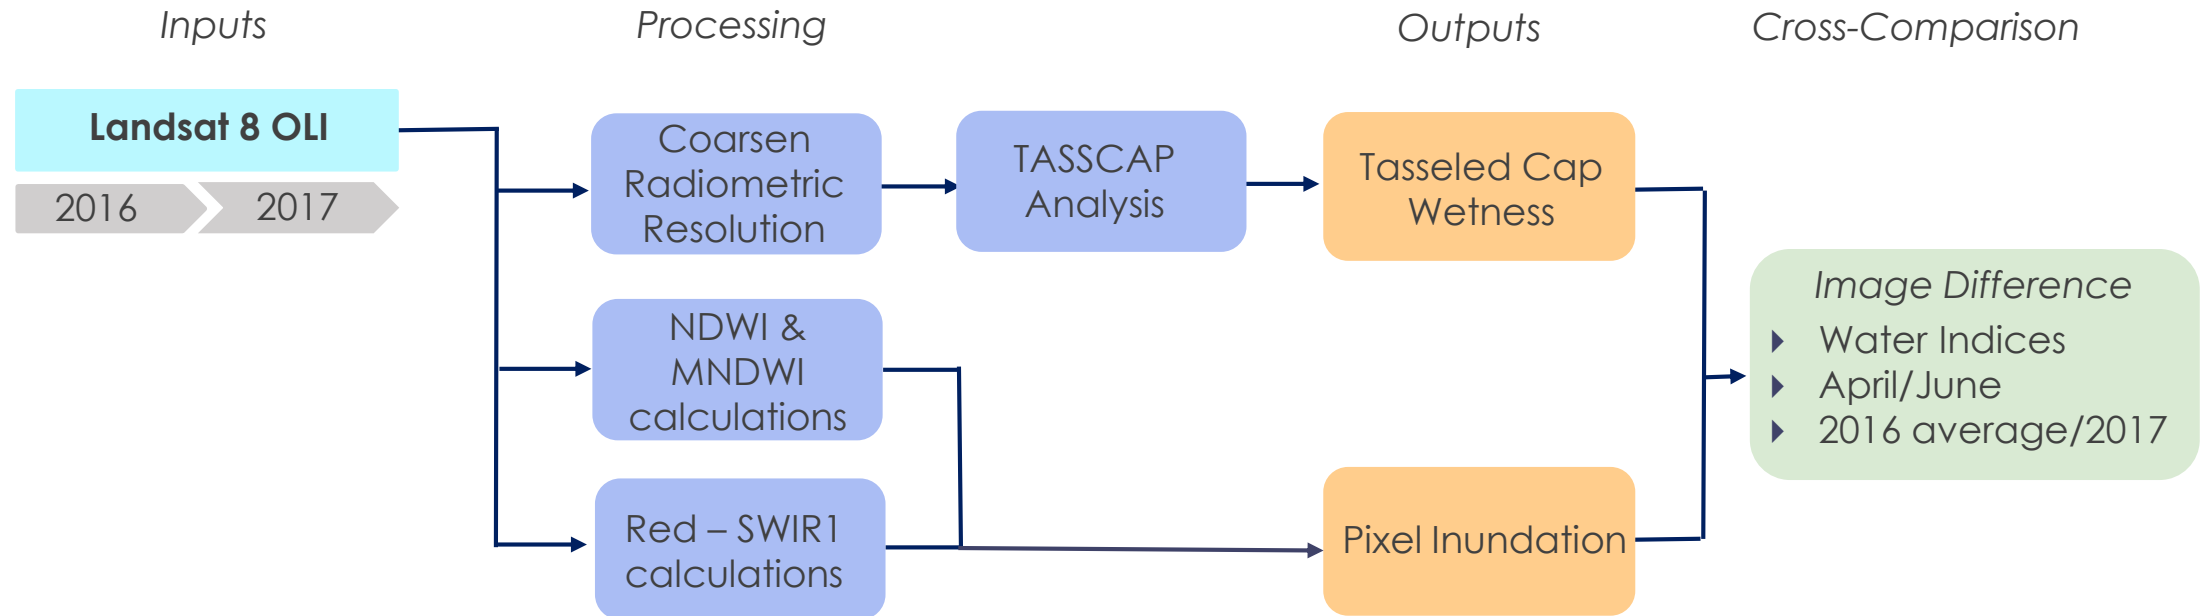 Inputs
Processing
Outputs
Cross-Comparison
Landsat 8 OLI
2016
2017
Coarsen
Radiometric
Resolution
TASSCAP
Analysis
Tasseled Cap
Wetness
NDWI &
MNDWI
calculations
Red – SWIR1
calculations
Pixel Inundation
Image Difference
Water Indices
April/June
2016 average/2017